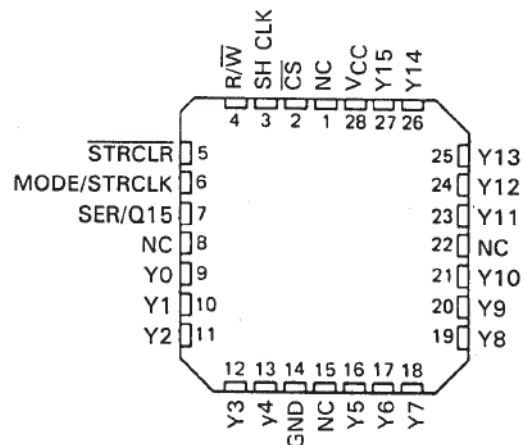 R/W̅
SH CLK
C̅S̅
NC
VCC
Y15
Y14
4
3
2
1
28
27
26
S̅T̅R̅C̅L̅R̅ 5
MODE/STRCLK 6
SER/Q15 7
NC 8
Y0 9
Y1 10
Y2 11
25 Y13
24 Y12
23 Y11
22 NC
21 Y10
20 Y9
19 Y8
12 13 14 15 16 17 18
Y3
y4
GND
NC
Y5
Y6
Y7